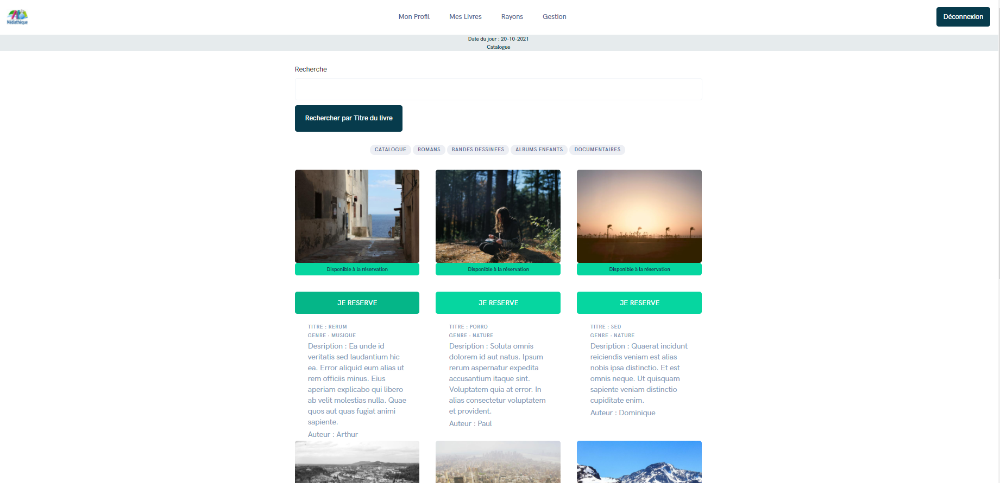 Médiathèque
Mon Profil
Mes Livres
Rayons
Gestion
Déconnexion
Date du jour : 20-10-2021
Catalogue
Recherche
Rechercher par Titre du livre
CATALOGUE
ROMANS
BANDES DESSINÉES
ALBUMS ENFANTS
DOCUMENTAIRES
Disponible à la réservation
JE RESERVE
TITRE : RERUM
GENRE : MUSIQUE
Desription : Ea unde id
veritatis sed laudantium hic
ea. Error aliquid eum alias ut
rem officiis minus. Eius
aperiam explicabo qui libero
ab velit molestias nulla. Quae
quos aut quas fugiat animi
sapiente.
Auteur : Arthur
Disponible à la réservation
JE RESERVE
TITRE : PORRO
GENRE : NATURE
Desription : Soluta omnis
dolorem id aut natus. Ipsum
rerum aspernatur expedita
accusantium itaque sint.
Voluptatem quia at error. In
alias consectetur voluptatem
et provident.
Auteur : Paul
Disponible à la réservation
JE RESERVE
TITRE : SED
GENRE : NATURE
Desription : Quaerat incidunt
reiciendis veniam est alias
nobis ipsa distinctio. Et est
omnis neque. Ut quisquam
sapiente veniam distinctio
cupiditate enim.
Auteur : Dominique